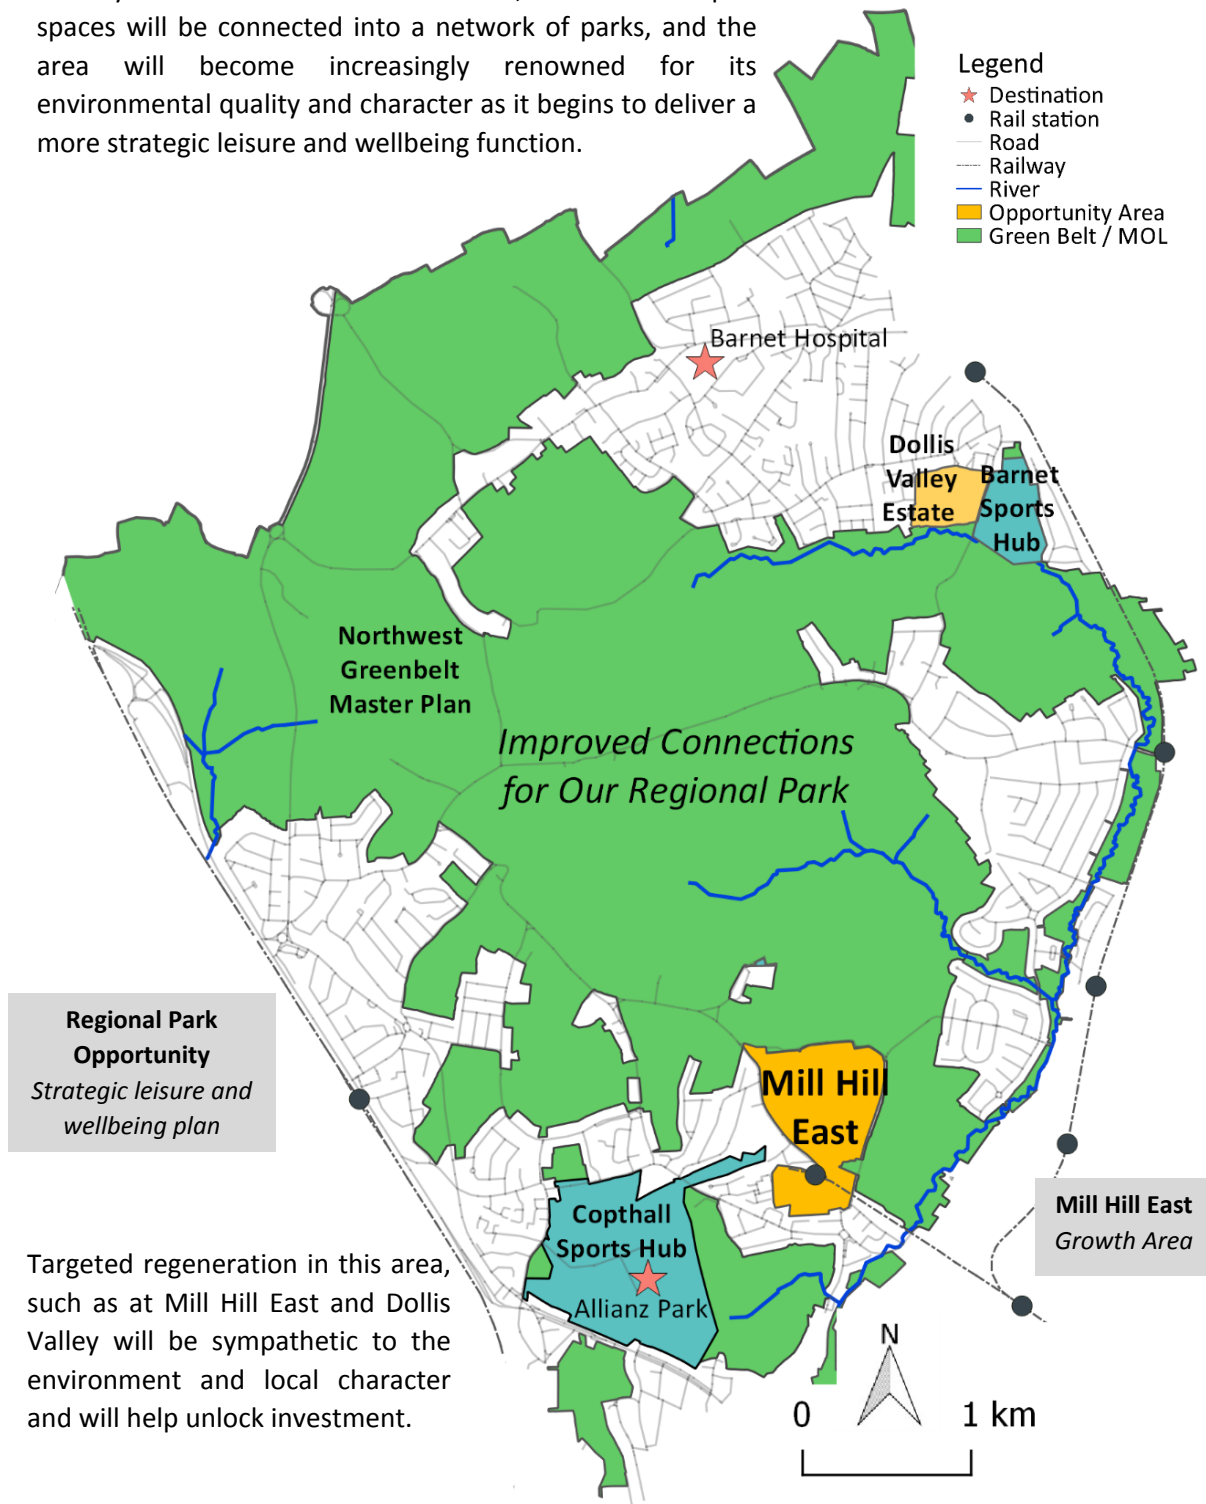 spaces will be connected into a network of parks, and the
area will become increasingly renowned for its
environmental quality and character as it begins to deliver a
more strategic leisure and wellbeing function.
Legend
Destination
Rail station
Road
Railway
River
Opportunity Area
Green Belt / MOL
Barnet Hospital
Dollis
Valley
Estate
Barnet
Sports
Hub
Northwest
Greenbelt
Master Plan
Improved Connections
for Our Regional Park
Regional Park
Opportunity
Strategic leisure and
wellbeing plan
Mill Hill
East
Mill Hill East
Growth Area
Copthall
Sports Hub
Allianz Park
Targeted regeneration in this area,
such as at Mill Hill East and Dollis
Valley will be sympathetic to the
environment and local character
and will help unlock investment.
N
0 1 km